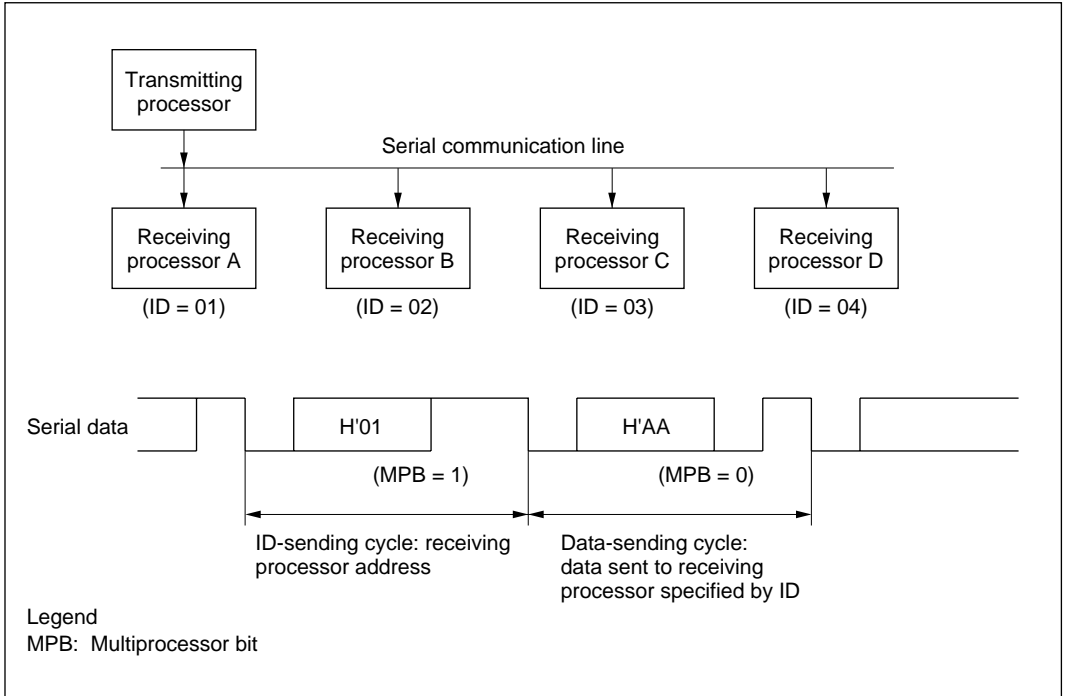 Transmitting
processor
Serial communication line
Receiving
processor A
Receiving
processor B
Receiving
processor C
Receiving
processor D
(ID = 01)
(ID = 02)
(ID = 03)
(ID = 04)
Serial data
H'01
H'AA
(MPB = 1)
(MPB = 0)
ID-sending cycle: receiving
processor address
Data-sending cycle:
data sent to receiving
processor specified by ID
Legend
MPB: Multiprocessor bit